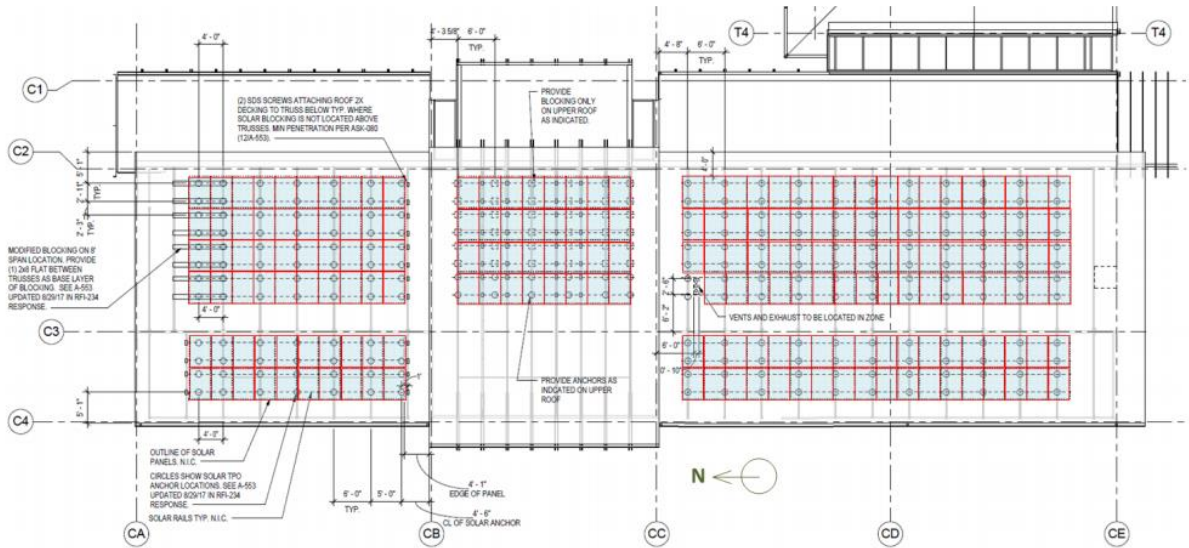 4' - 0"
4' - 3 5/8"
6' - 0"
TYP.
4' - 8"
6' - 0"
TYP.
T4
T4
C1
(2) SDS SCREWS ATTACHING ROOF 2X
DECKING TO TRUSS BELOW TYP. WHERE
SOLAR BLOCKING IS NOT LOCATED ABOVE
TRUSSES. MIN PENETRATION PER ASK-080
(12/A-553).
PROVIDE
BLOCKING ONLY
ON UPPER ROOF
AS INDICATED.
C2
5' - 1"
4'-0"
2' - 11"
TYP.
2' - 3"
TYP.
MODIFIED BLOCKING ON 8'
SPAN LOCATION. PROVIDE
(1) 2x8 FLAT BETWEEN
TRUSSES AS BASE LAYER
OF BLOCKING. SEE A-553
UPDATED 8/29/17 IN RFI-234
RESPONSE.
2' - 6"
6' - 2"
VENTS AND EXHAUST TO BE LOCATED IN ZONE
4' - 0"
C3
6' - 0"
0' - 10"
1'
PROVIDE ANCHORS AS
INDCATED ON UPPER
ROOF
5' - 1"
C4
4' - 0"
OUTLINE OF SOLAR
PANELS, N.I.C.
CIRCLES SHOW SOLAR TPO
ANCHOR LOCATIONS. SEE A-553
UPDATED 8/29/17 IN RFI-234
RESPONSE.
SOLAR RAILS TYP. N.I.C.
6' - 0"
TYP.
5' - 0"
4' - 1"
EDGE OF PANEL
4' - 6"
CL OF SOLAR ANCHOR
N
CA
CB
CC
CD
CE